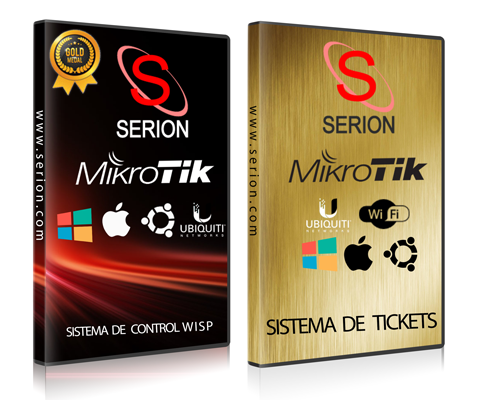 GOLD
MEDAL
S
SERION
www.serion.com
MikroTik
UBIQUITI
NETWORKS
SISTEMA DE CONTROL WISP
S
SERION
www.serion.com
MikroTik
UBIQUITI
NETWORKS
Wi Fi
SISTEMA DE TICKETS